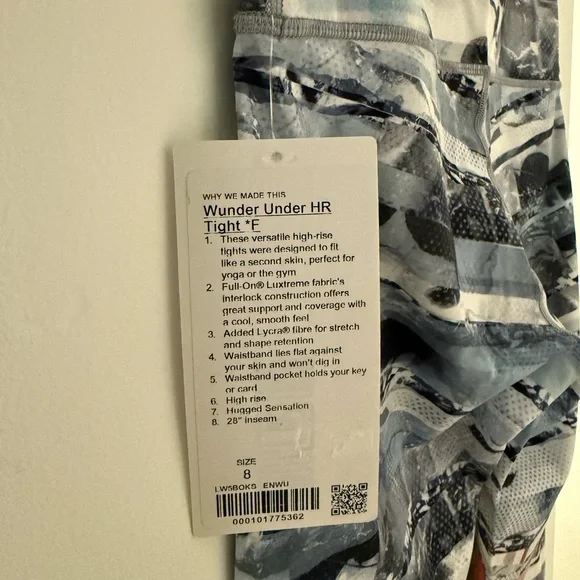 WHY WE MADE THIS
Wunder Under HR
Tight *F
1. These versatile high-rise
tights were designed to fit
like a second skin, perfect for
yoga or the gym
2. Full-On® Luxtreme fabric's
interlock construction offers
great support and coverage with
a cool, smooth feel
3. Added Lycra® fibre for stretch
and shape retention
4. Waistband lies flat against
your skin and won't dig in
5. Waistband pocket holds your key
or card
6. High rise
7. Hugged Sensation
8. 28" inseam
SIZE
8
LW5BOKS ENWU
000101775362